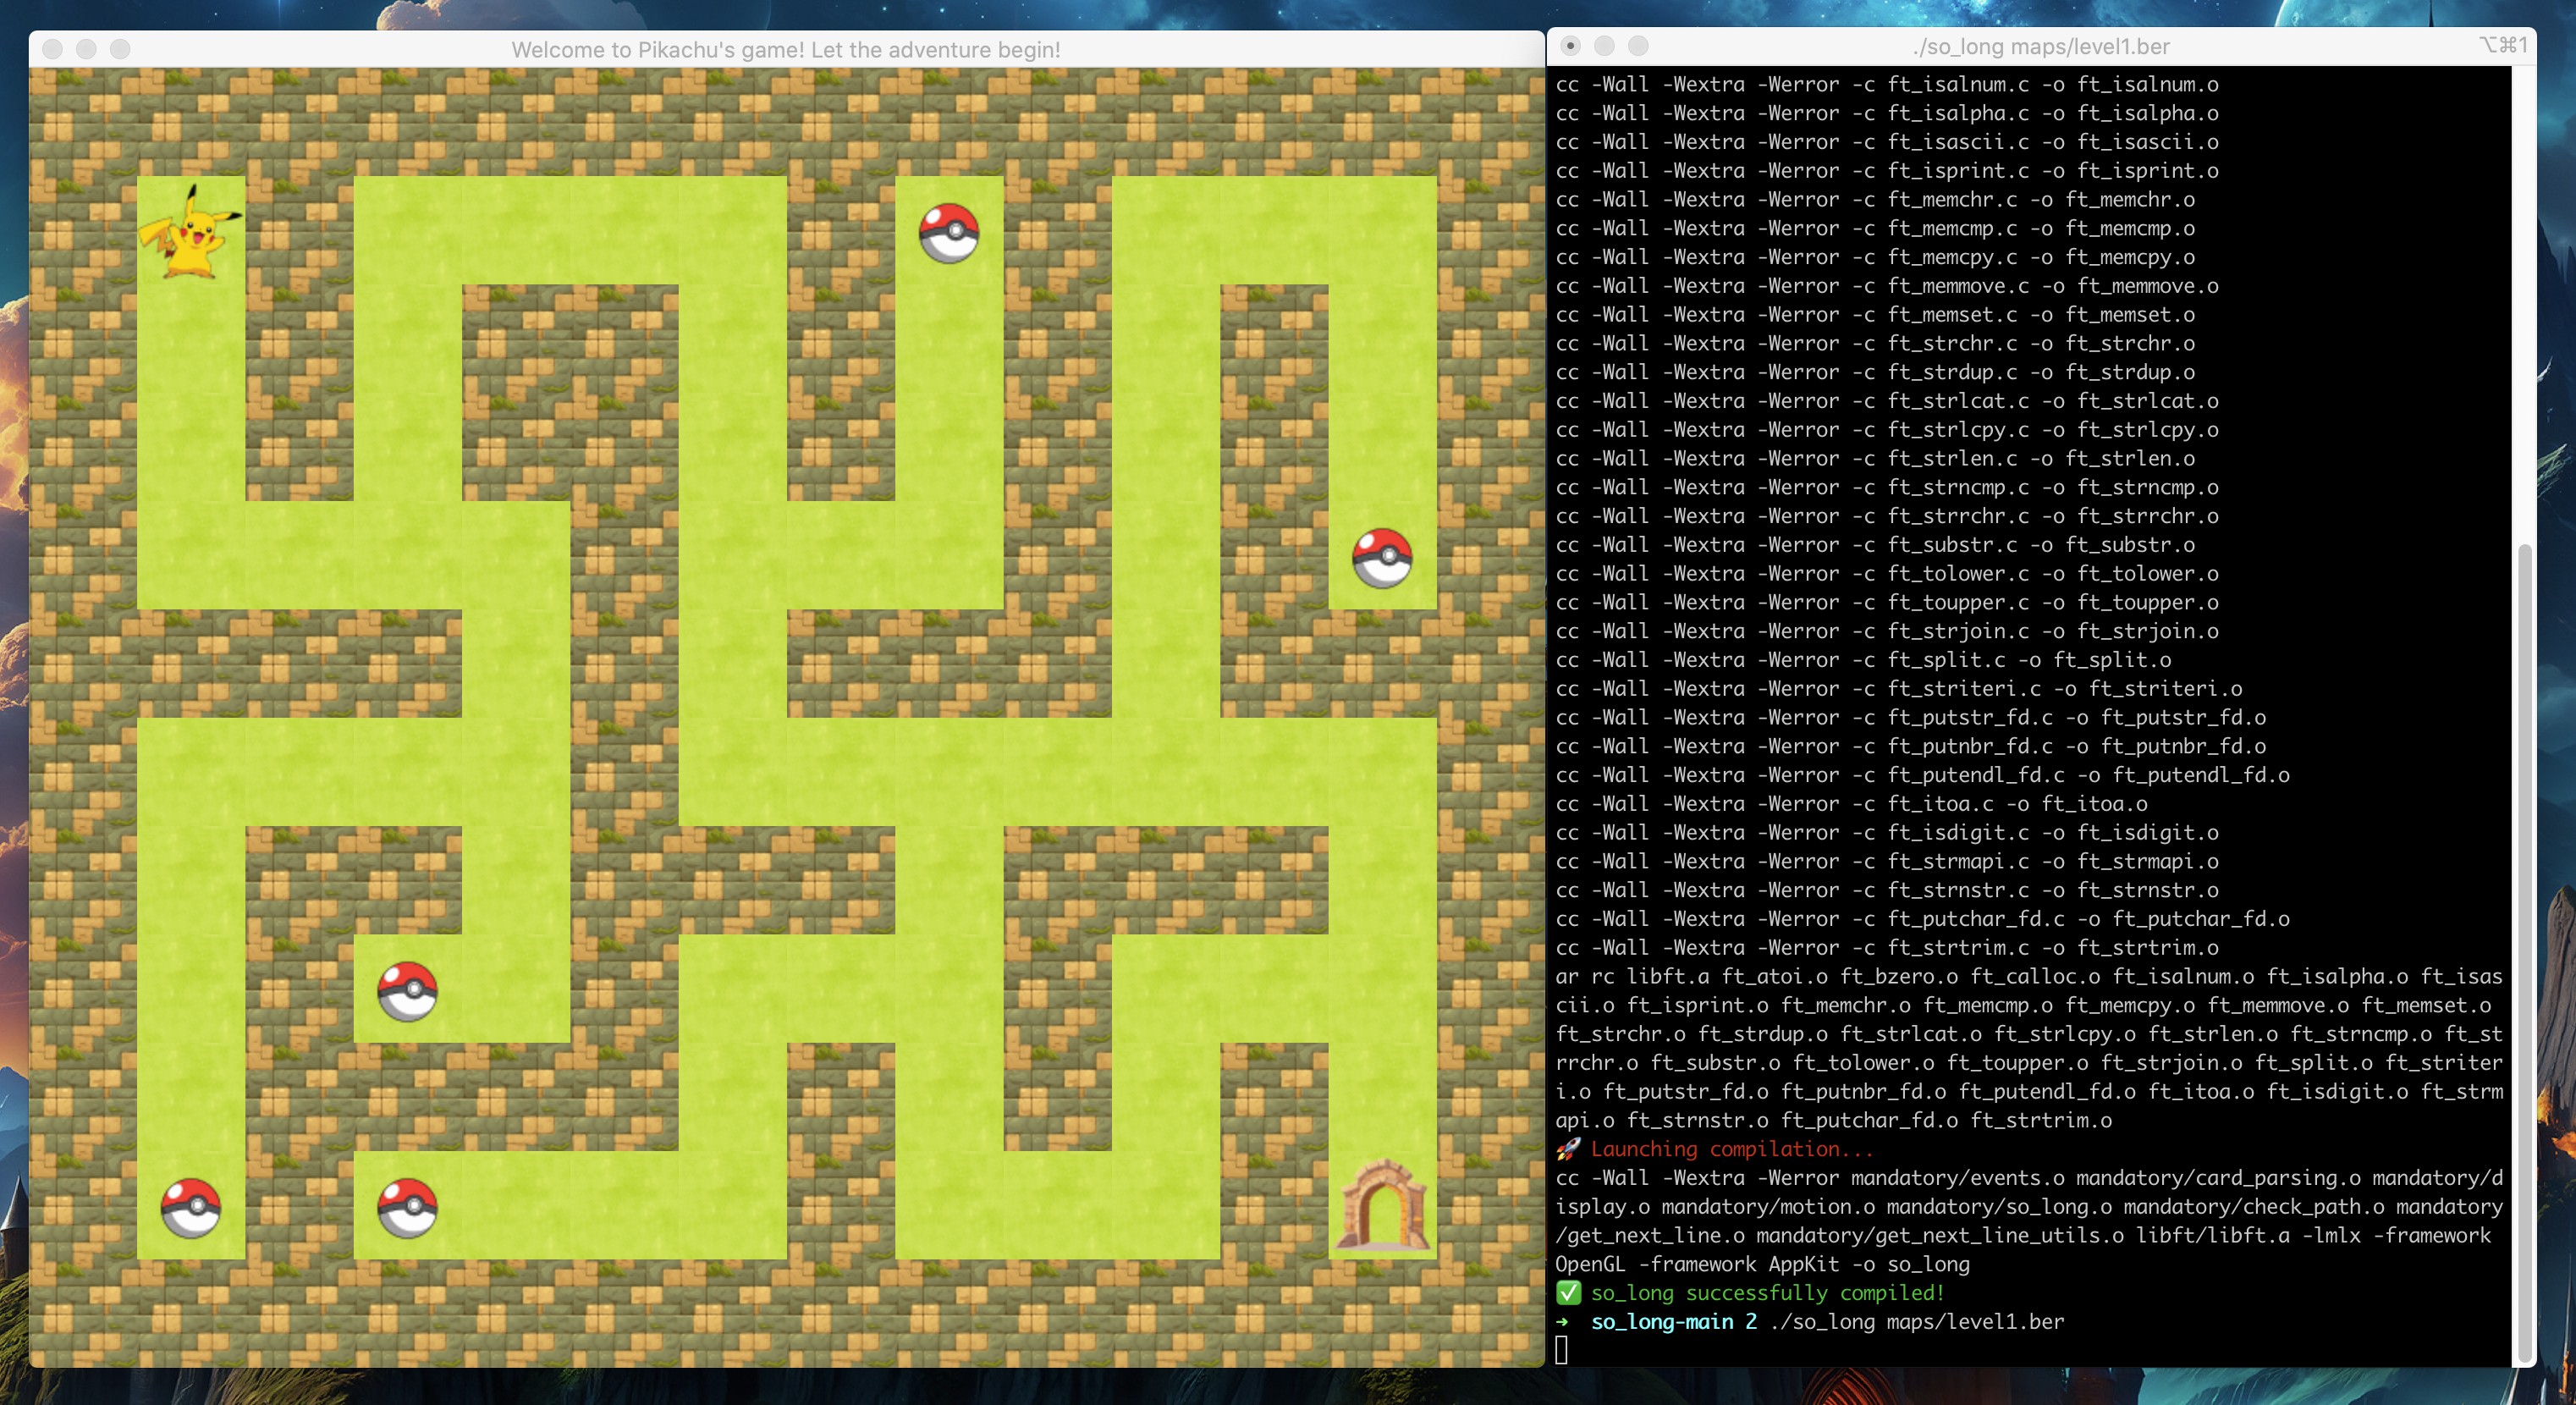 Welcome to Pikachu's game! Let the adventure begin!
./so_long maps/level1.ber
⌥⌘1
cc -Wall -Wextra -Werror -c ft_isalnum.c -o ft_isalnum.o
cc -Wall -Wextra -Werror -c ft_isalpha.c -o ft_isalpha.o
cc -Wall -Wextra -Werror -c ft_isascii.c -o ft_isascii.o
cc -Wall -Wextra -Werror -c ft_isprint.c -o ft_isprint.o
cc -Wall -Wextra -Werror -c ft_memchr.c -o ft_memchr.o
cc -Wall -Wextra -Werror -c ft_memcmp.c -o ft_memcmp.o
cc -Wall -Wextra -Werror -c ft_memcpy.c -o ft_memcpy.o
cc -Wall -Wextra -Werror -c ft_memmove.c -o ft_memmove.o
cc -Wall -Wextra -Werror -c ft_memset.c -o ft_memset.o
cc -Wall -Wextra -Werror -c ft_strchr.c -o ft_strchr.o
cc -Wall -Wextra -Werror -c ft_strdup.c -o ft_strdup.o
cc -Wall -Wextra -Werror -c ft_strlcat.c -o ft_strlcat.o
cc -Wall -Wextra -Werror -c ft_strlcpy.c -o ft_strlcpy.o
cc -Wall -Wextra -Werror -c ft_strlen.c -o ft_strlen.o
cc -Wall -Wextra -Werror -c ft_strncmp.c -o ft_strncmp.o
cc -Wall -Wextra -Werror -c ft_strrchr.c -o ft_strrchr.o
cc -Wall -Wextra -Werror -c ft_substr.c -o ft_substr.o
cc -Wall -Wextra -Werror -c ft_tolower.c -o ft_tolower.o
cc -Wall -Wextra -Werror -c ft_toupper.c -o ft_toupper.o
cc -Wall -Wextra -Werror -c ft_strjoin.c -o ft_strjoin.o
cc -Wall -Wextra -Werror -c ft_split.c -o ft_split.o
cc -Wall -Wextra -Werror -c ft_striteri.c -o ft_striteri.o
cc -Wall -Wextra -Werror -c ft_putstr_fd.c -o ft_putstr_fd.o
cc -Wall -Wextra -Werror -c ft_putnbr_fd.c -o ft_putnbr_fd.o
cc -Wall -Wextra -Werror -c ft_putendl_fd.c -o ft_putendl_fd.o
cc -Wall -Wextra -Werror -c ft_itoa.c -o ft_itoa.o
cc -Wall -Wextra -Werror -c ft_isdigit.c -o ft_isdigit.o
cc -Wall -Wextra -Werror -c ft_strmapi.c -o ft_strmapi.o
cc -Wall -Wextra -Werror -c ft_strnstr.c -o ft_strnstr.o
cc -Wall -Wextra -Werror -c ft_putchar_fd.c -o ft_putchar_fd.o
cc -Wall -Wextra -Werror -c ft_strtrim.c -o ft_strtrim.o
ar rc libft.a ft_atoi.o ft_bzero.o ft_calloc.o ft_isalnum.o ft_isalpha.o ft_isas
cii.o ft_isprint.o ft_memchr.o ft_memcmp.o ft_memcpy.o ft_memmove.o ft_memset.o
ft_strchr.o ft_strdup.o ft_strlcat.o ft_strlcpy.o ft_strlen.o ft_strncmp.o ft_st
rrchr.o ft_substr.o ft_tolower.o ft_toupper.o ft_strjoin.o ft_split.o ft_striter
i.o ft_putstr_fd.o ft_putnbr_fd.o ft_putendl_fd.o ft_itoa.o ft_isdigit.o ft_strm
api.o ft_strnstr.o ft_putchar_fd.o ft_strtrim.o
🚀 Launching compilation...
cc -Wall -Wextra -Werror mandatory/events.o mandatory/card_parsing.o mandatory/d
isplay.o mandatory/motion.o mandatory/so_long.o mandatory/check_path.o mandatory
/get_next_line.o mandatory/get_next_line_utils.o libft/libft.a -lmlx -framework
OpenGL -framework AppKit -o so_long
✅ so_long successfully compiled!
➜ so_long-main 2 ./so_long maps/level1.ber